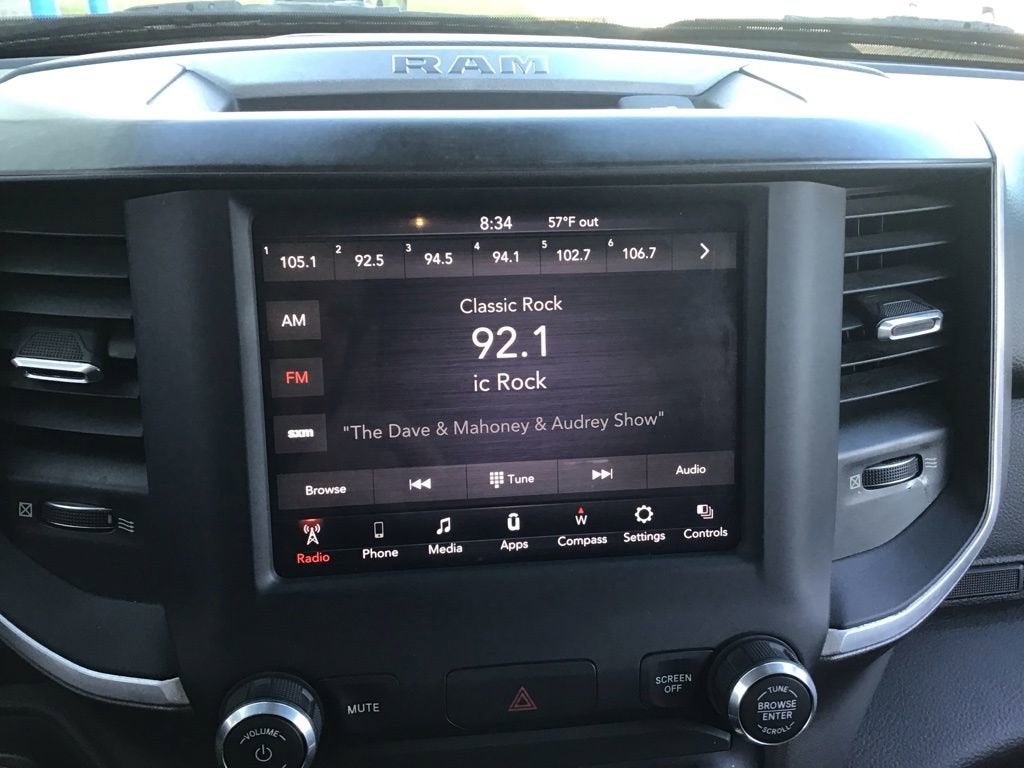 RAM
8:34 57°F out
1 105.1 2 92.5 3 94.5 4 94.1 5 102.7 6 106.7
Classic Rock
AM
92.1
FM
ic Rock
sxm
"The Dave & Mahoney & Audrey Show"
Browse Tune Audio
W
Radio Phone Media Apps Compass Settings Controls
VOLUME
MUTE
SCREEN
OFF
TUNE
BROWSE
ENTER
SCROLL